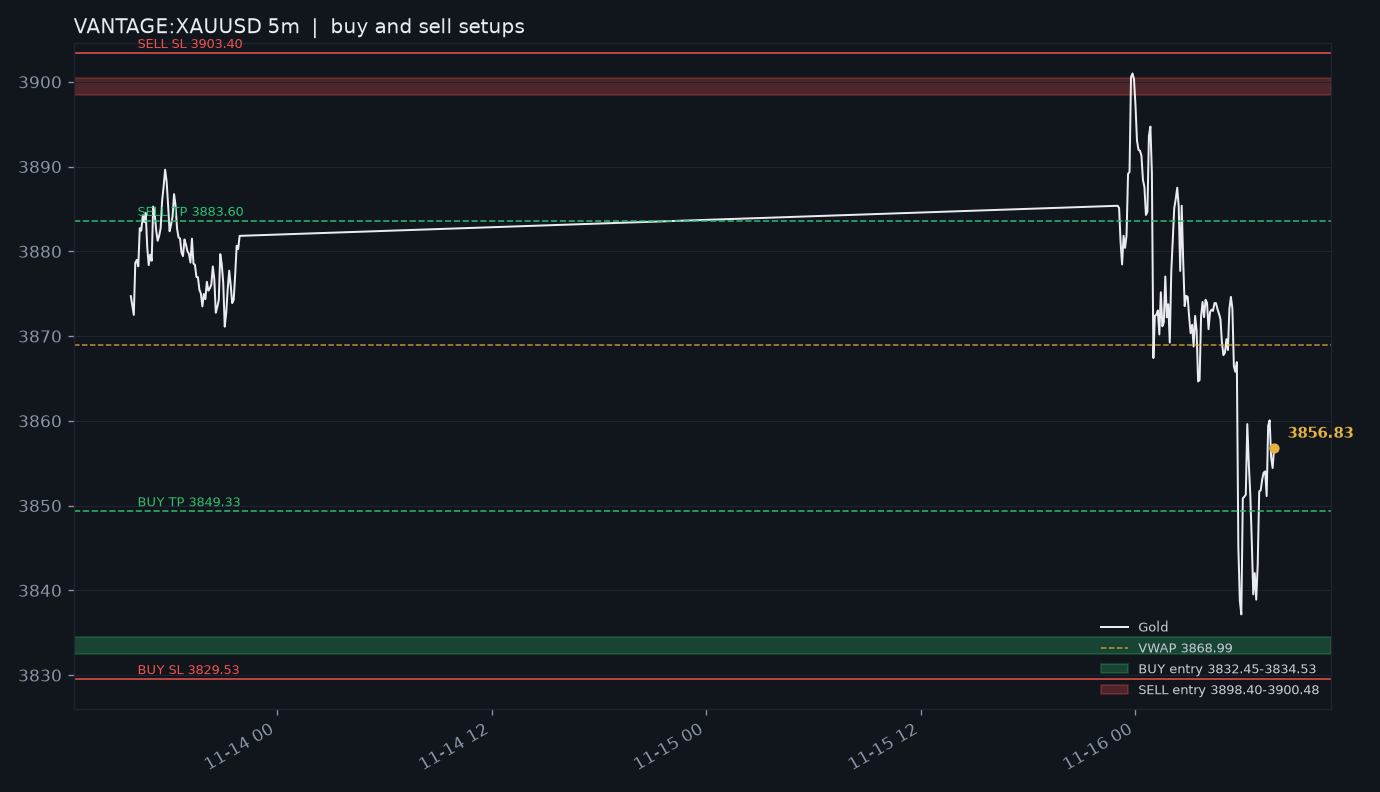 VANTAGE:XAUUSD 5m | buy and sell setups
SELL SL 3903.40
3900
3890
SELL TP 3883.60
3880
3870
3860
3856.83
BUY TP 3849.33
3850
3840
3830
BUY SL 3829.53
Gold
VWAP 3868.99
BUY entry 3832.45-3834.53
SELL entry 3898.40-3900.48
11-14 00
11-14 12
11-15 00
11-15 12
11-16 00